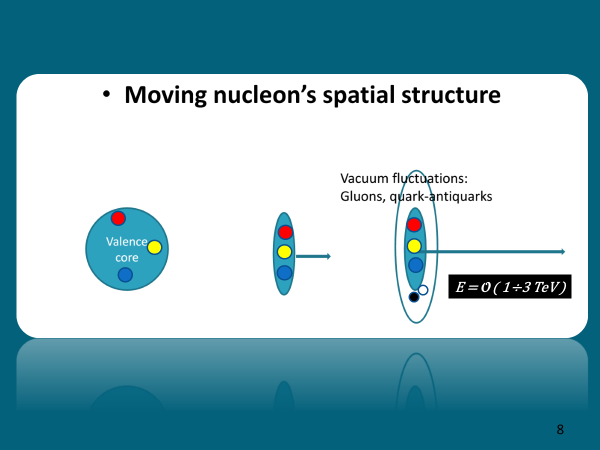 • Moving nucleon’s spatial structure
Vacuum fluctuations:
Gluons, quark-antiquarks
Valence
core
E = O ( 1÷3 TeV)
8